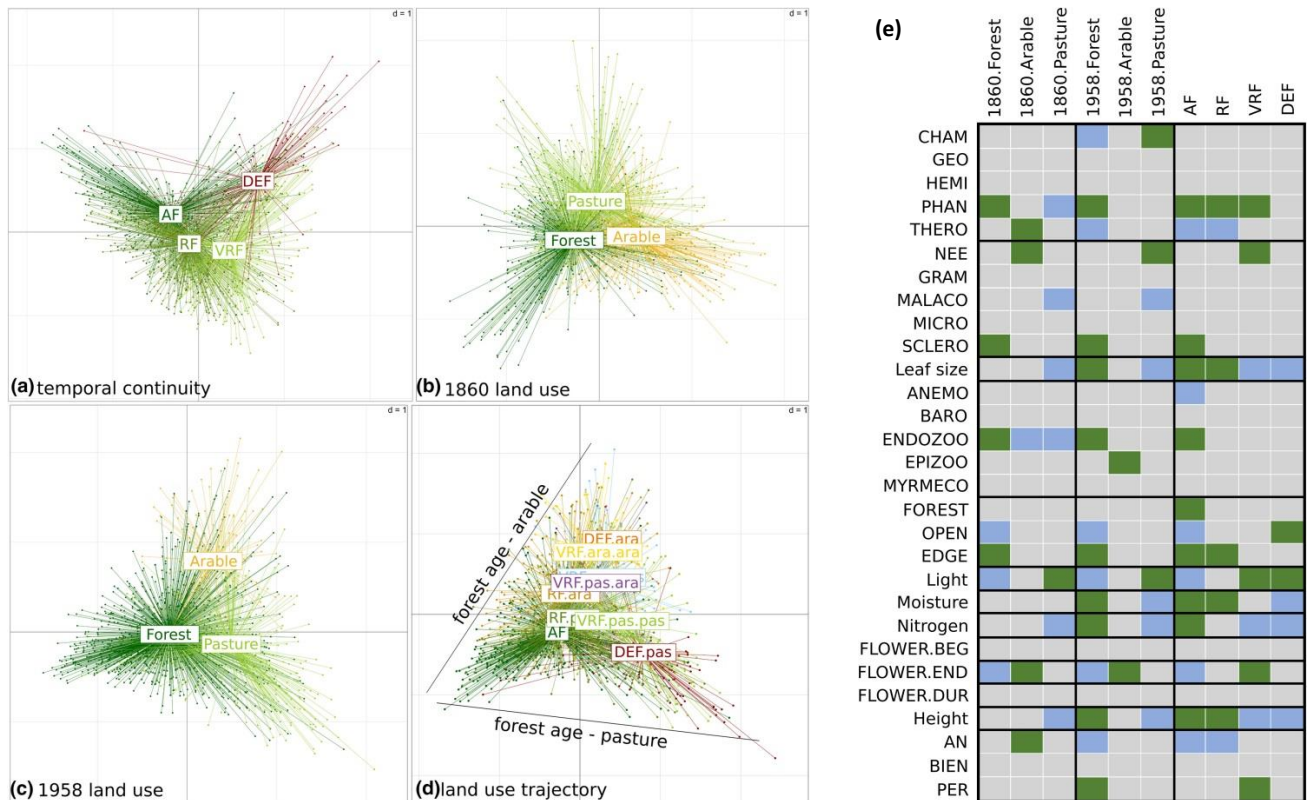 d = 1
AF
DEF
RF
VRF
(a) temporal continuity
d = 1
Pasture
Forest
Arable
(b) 1860 land use
d = 1
Arable
Forest
Pasture
(c) 1958 land use
d = 1
forest age - arable
DEF.ara
VRF.ara.ara
VRF.pas.ara
RF.ara
VRF.pas.pas
AF
DEF.pas
forest age - pasture
(d) land use trajectory
(e)
1860.Forest
1860.Arable
1860.Pasture
1958.Forest
1958.Arable
1958.Pasture
AF
RF
VRF
DEF
CHAM
GEO
HEMI
PHAN
THERO
NEE
GRAM
MALACO
MICRO
SCLERO
Leaf size
ANEMO
BARO
ENDOZOO
EPIZOO
MYRMECO
FOREST
OPEN
EDGE
Light
Moisture
Nitrogen
FLOWER.BEG
FLOWER.END
FLOWER.DUR
Height
AN
BIEN
PER